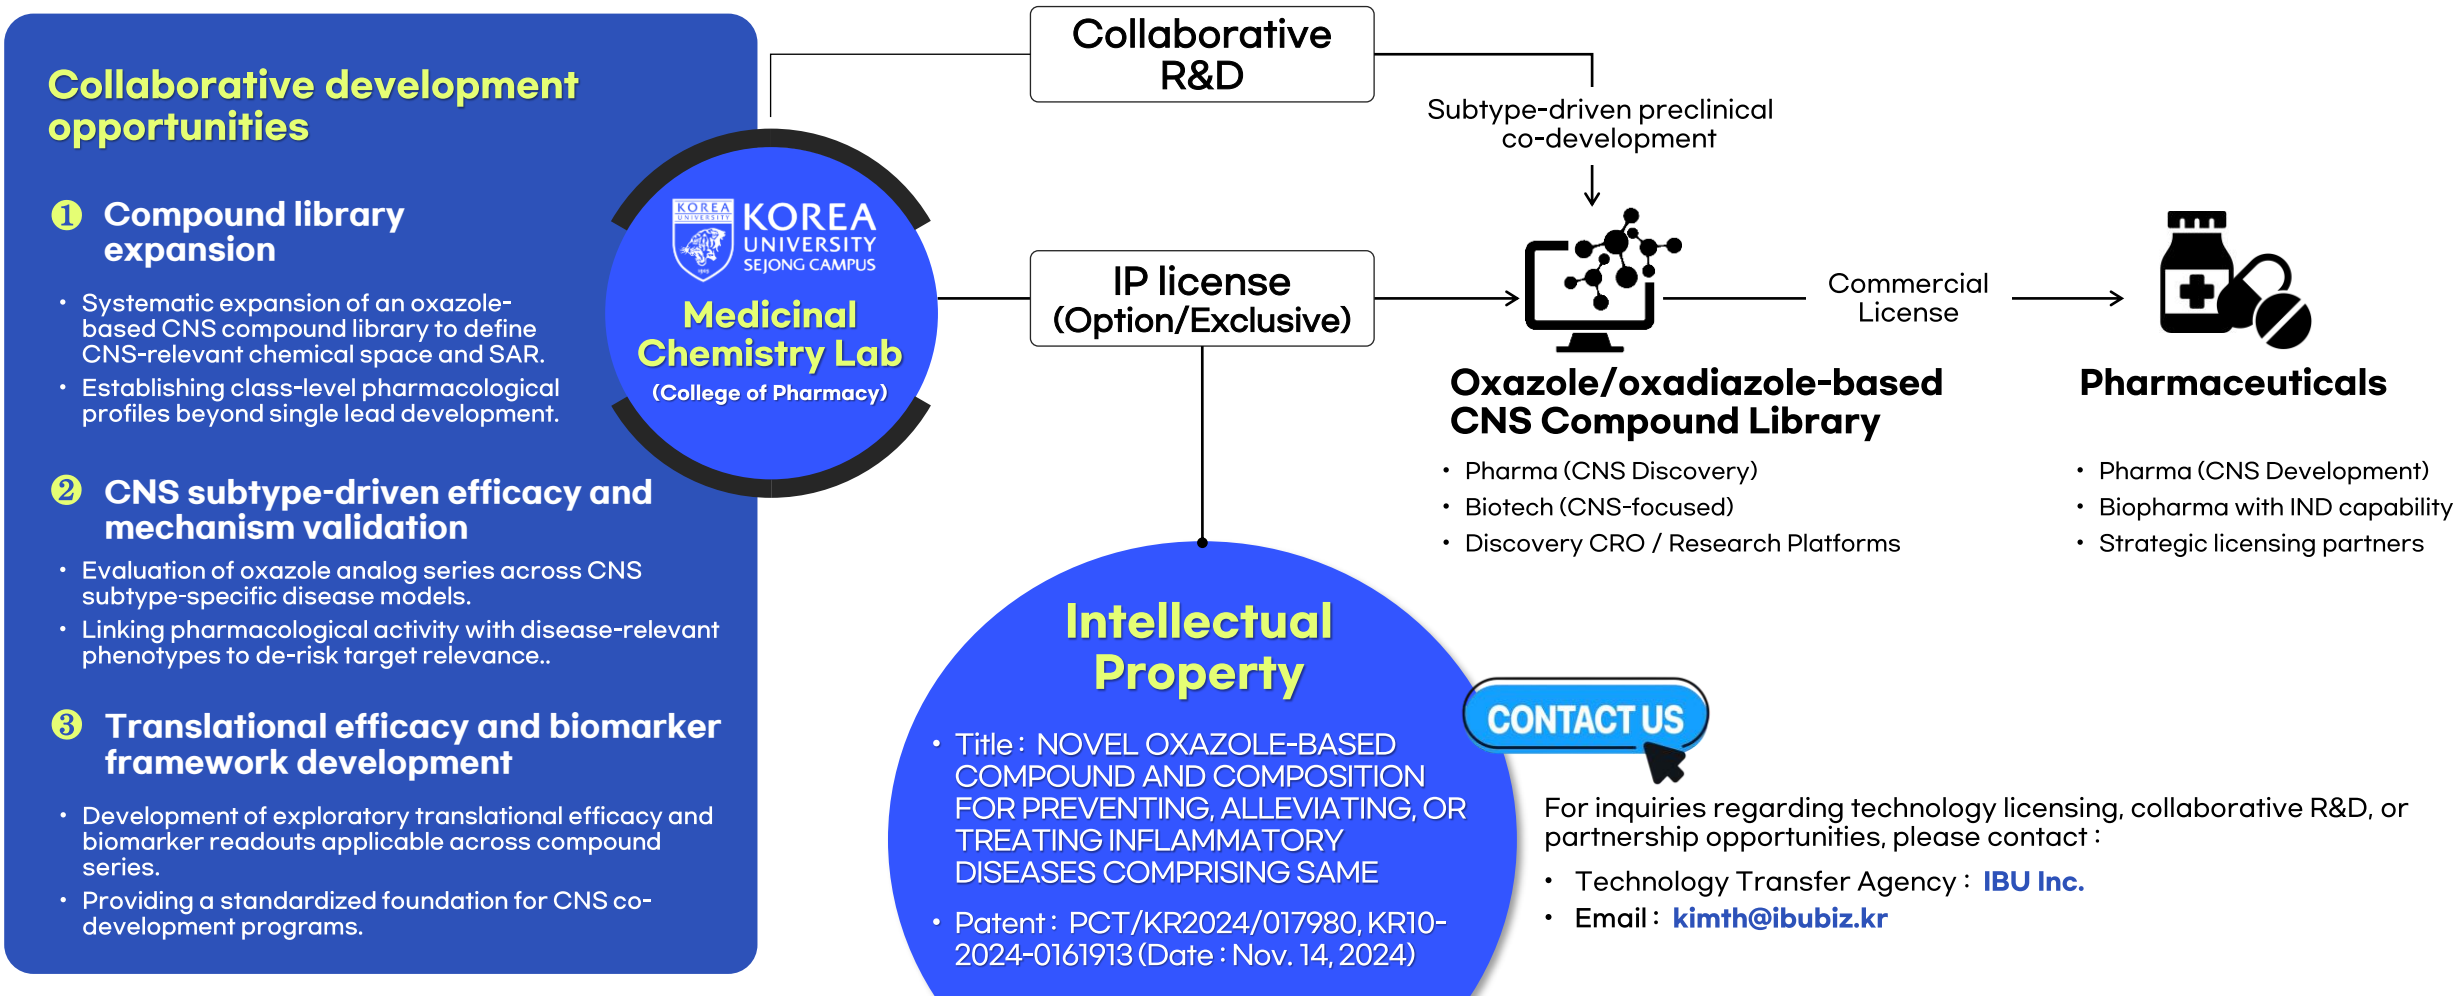 Collaborative development
opportunities
1 Compound library
expansion
• Systematic expansion of an oxazole-
based CNS compound library to define
CNS-relevant chemical space and SAR.
• Establishing class-level pharmacological
profiles beyond single lead development.
2 CNS subtype-driven efficacy and
mechanism validation
• Evaluation of oxazole analog series across CNS
subtype-specific disease models.
• Linking pharmacological activity with disease-relevant
phenotypes to de-risk target relevance..
3 Translational efficacy and biomarker
framework development
• Development of exploratory translational efficacy and
biomarker readouts applicable across compound
series.
• Providing a standardized foundation for CNS co-
development programs.
KOREA
UNIVERSITY
1905
KOREA
UNIVERSITY
SEJONG CAMPUS
Medicinal
Chemistry Lab
(College of Pharmacy)
Collaborative
R&D
Subtype-driven preclinical
co-development
IP license
(Option/Exclusive)
Commercial
License
Oxazole/oxadiazole-based
CNS Compound Library
• Pharma (CNS Discovery)
• Biotech (CNS-focused)
• Discovery CRO / Research Platforms
Pharmaceuticals
• Pharma (CNS Development)
• Biopharma with IND capability
• Strategic licensing partners
Intellectual
Property
• Title : NOVEL OXAZOLE-BASED
COMPOUND AND COMPOSITION
FOR PREVENTING, ALLEVIATING, OR
TREATING INFLAMMATORY
DISEASES COMPRISING SAME
• Patent : PCT/KR2024/017980, KR10-
2024-0161913 (Date : Nov. 14, 2024)
CONTACT US
For inquiries regarding technology licensing, collaborative R&D, or
partnership opportunities, please contact :
• Technology Transfer Agency : IBU Inc.
• Email : kimth@ibubiz.kr